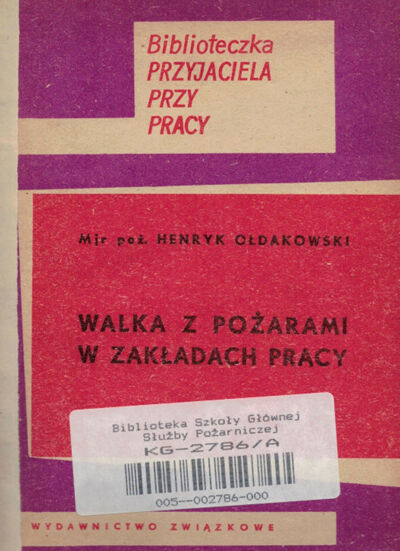 Biblioteczka
PRZYJACIELA
PRZY
PRACY
Mjr poż. HENRYK OŁDAKOWSKI
WALKA Z POŻARAMI
W ZAKŁADACH PRACY
Biblioteka Szkoły Głównej
Służby Pożarniczej
KG-2786/A
005--002786-000
WYDAWNICTWO ZWIĄZKOWE